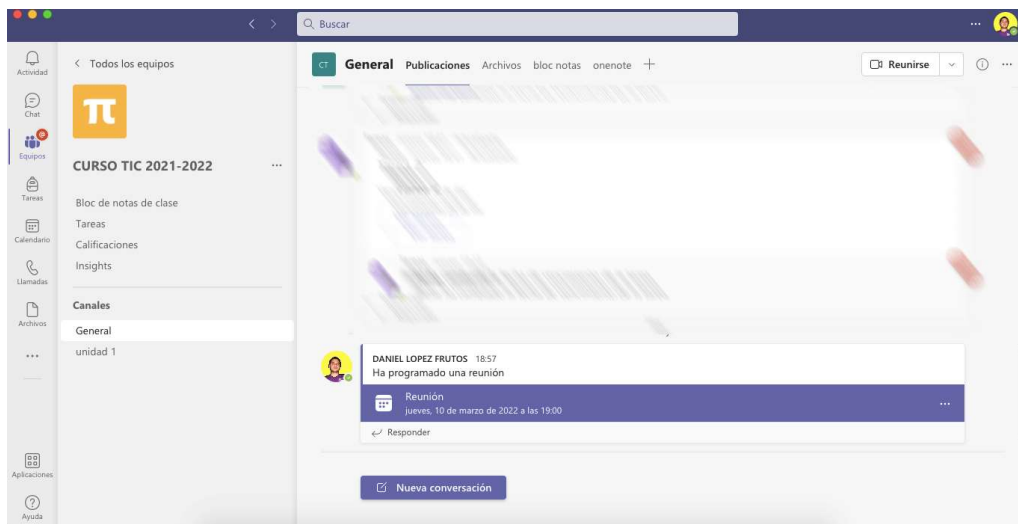 Buscar
Actividad
Chat
Equipos
Tareas
Calendario
Llamadas
Archivos
Aplicaciones
Ayuda
Todos los equipos
π
CURSO TIC 2021-2022
Bloc de notas de clase
Tareas
Calificaciones
Insights
Canales
General
unidad 1
CT General Publicaciones Archivos bloc notas onenote
Reunirse
DANIEL LOPEZ FRUTOS 18:57
Ha programado una reunión
Reunión
jueves, 10 de marzo de 2022 a las 19:00
Responder
Nueva conversación